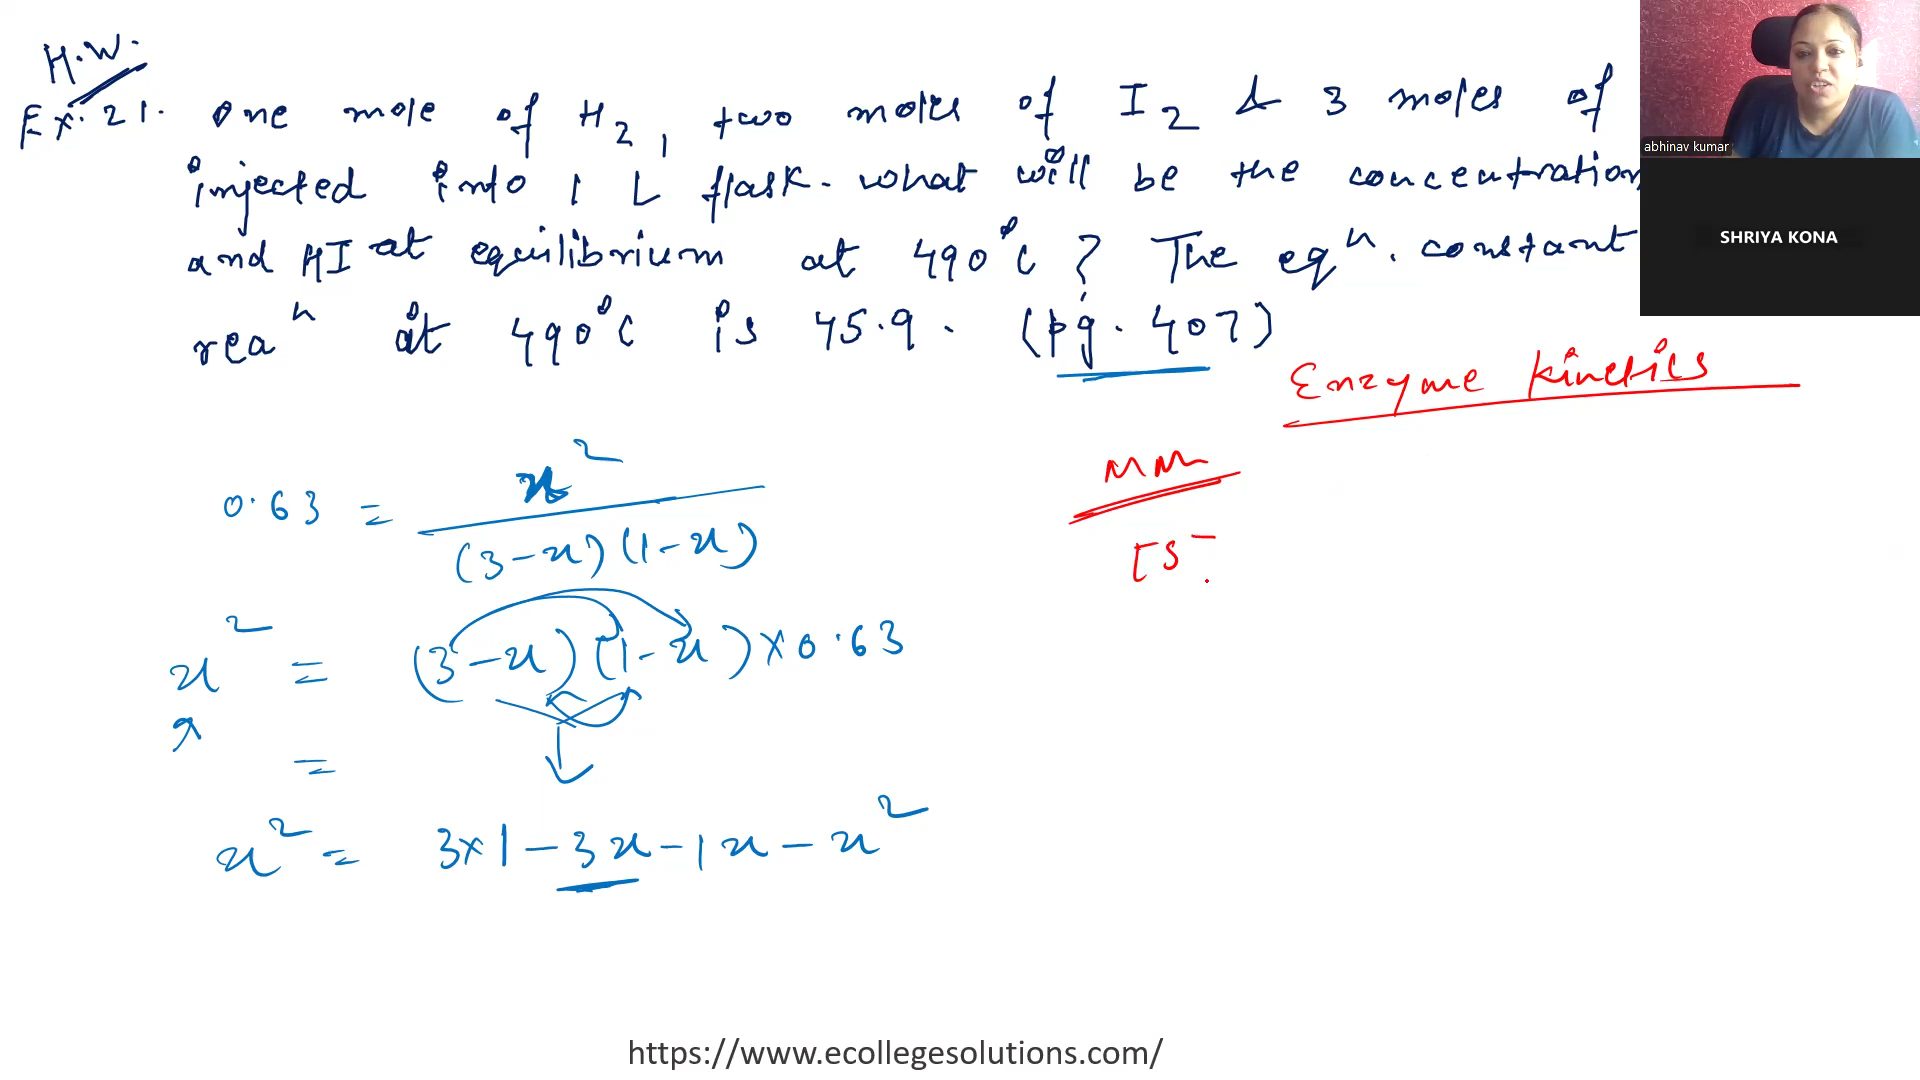 H.W.
Ex. 21. One mole of H2, two moles of I2 & 3 moles of
injected into 1 L flask. what will be the concentration
and HI at equilibrium at 490°C? The eqn. constant
rean at 490°C is 45.9. (pg. 407)
Enzyme kinetics
MM
[S
0.63 = x² / (3-x)(1-x)
x² = (3-x)(1-x)×0.63
=
x² = 3×1-3x-1x-x²
abhinav kumar
SHRIYA KONA
https://www.ecollegesolutions.com/